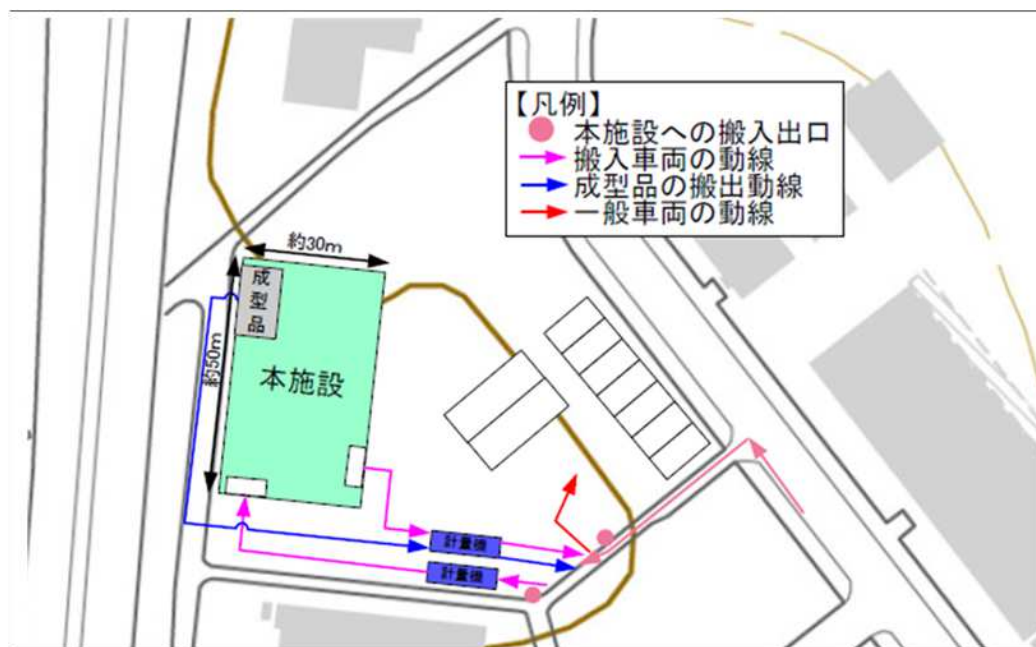 【凡例】
本施設への搬入出口
搬入車両の動線
成型品の搬出動線
一般車両の動線
約30m
成型品
約50m
本施設
計量機
計量機